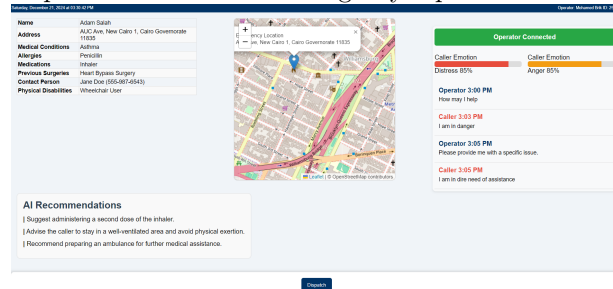 Saturday, December 21, 2024 at 03:30:42 PM
Operator: Mohamed
Name Adam Salah
Address AUC Ave, New Cairo 1, Cairo Governorate 11835
Medical Conditions Asthma
Allergies Penicillin
Medications Inhaler
Previous Surgeries Heart Bypass Surgery
Contact Person Jane Doe (555-987-6543)
Physical Disabilities Wheelchair User
+
−
×
Location
Ave, New Cairo 1, Cairo Governorate 11835
Leaflet | © OpenStreetMap contributors
Operator Connected
Caller Emotion
Distress 85%
Caller Emotion
Anger 85%
Operator 3:00 PM
How may I help
Caller 3:03 PM
I am in danger
Operator 3:05 PM
Please provide me with a specific issue.
Caller 3:05 PM
I am in dire need of assistance
AI Recommendations
| Suggest administering a second dose of the inhaler.
| Advise the caller to stay in a well-ventilated area and avoid physical exertion.
| Recommend preparing an ambulance for further medical assistance.
Dispatch